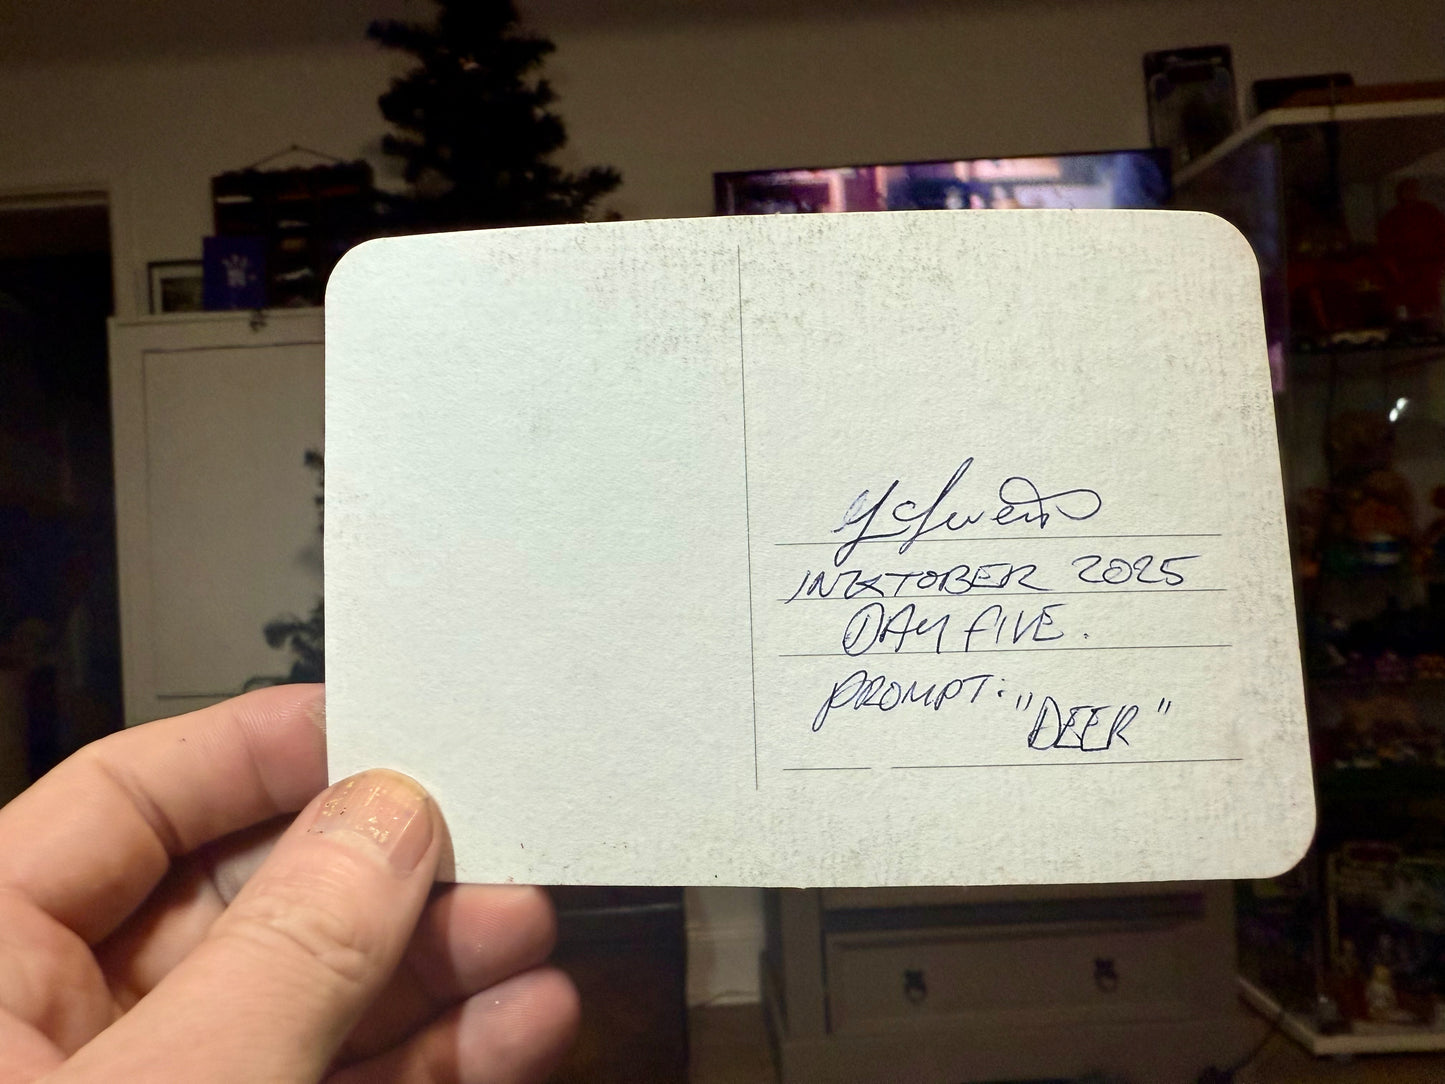 INKTOBER 2025
DAY FIVE.
PROMPT: "DEER"